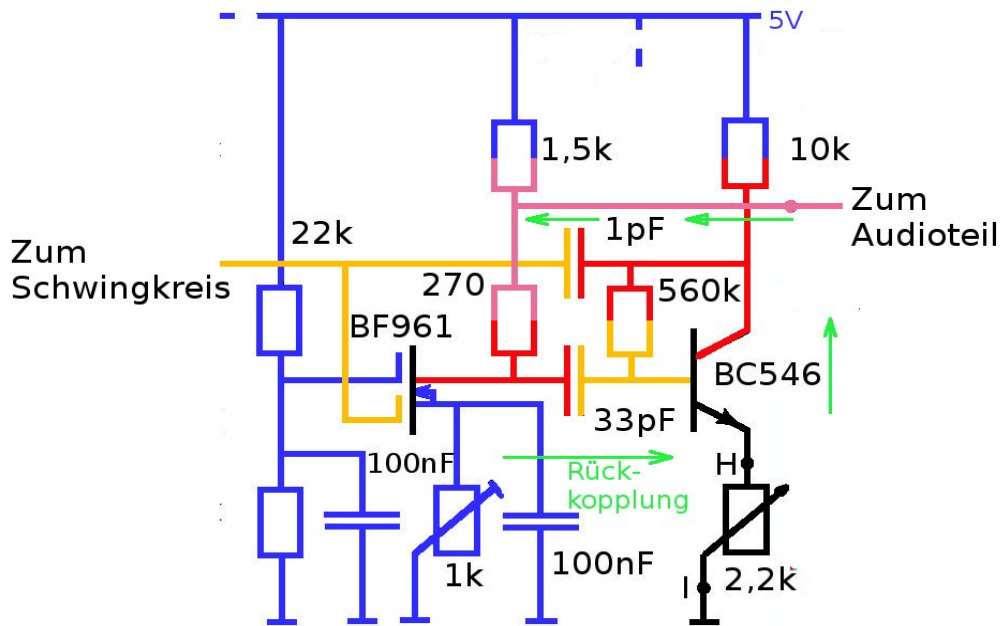 5V
1,5k
10k
Zum
Audioteil
1pF
22k
Zum
Schwingkreis
270
560k
BF961
BC546
33pF
100nF
Rück-
kopplung
H
100nF
1k
I
2,2k